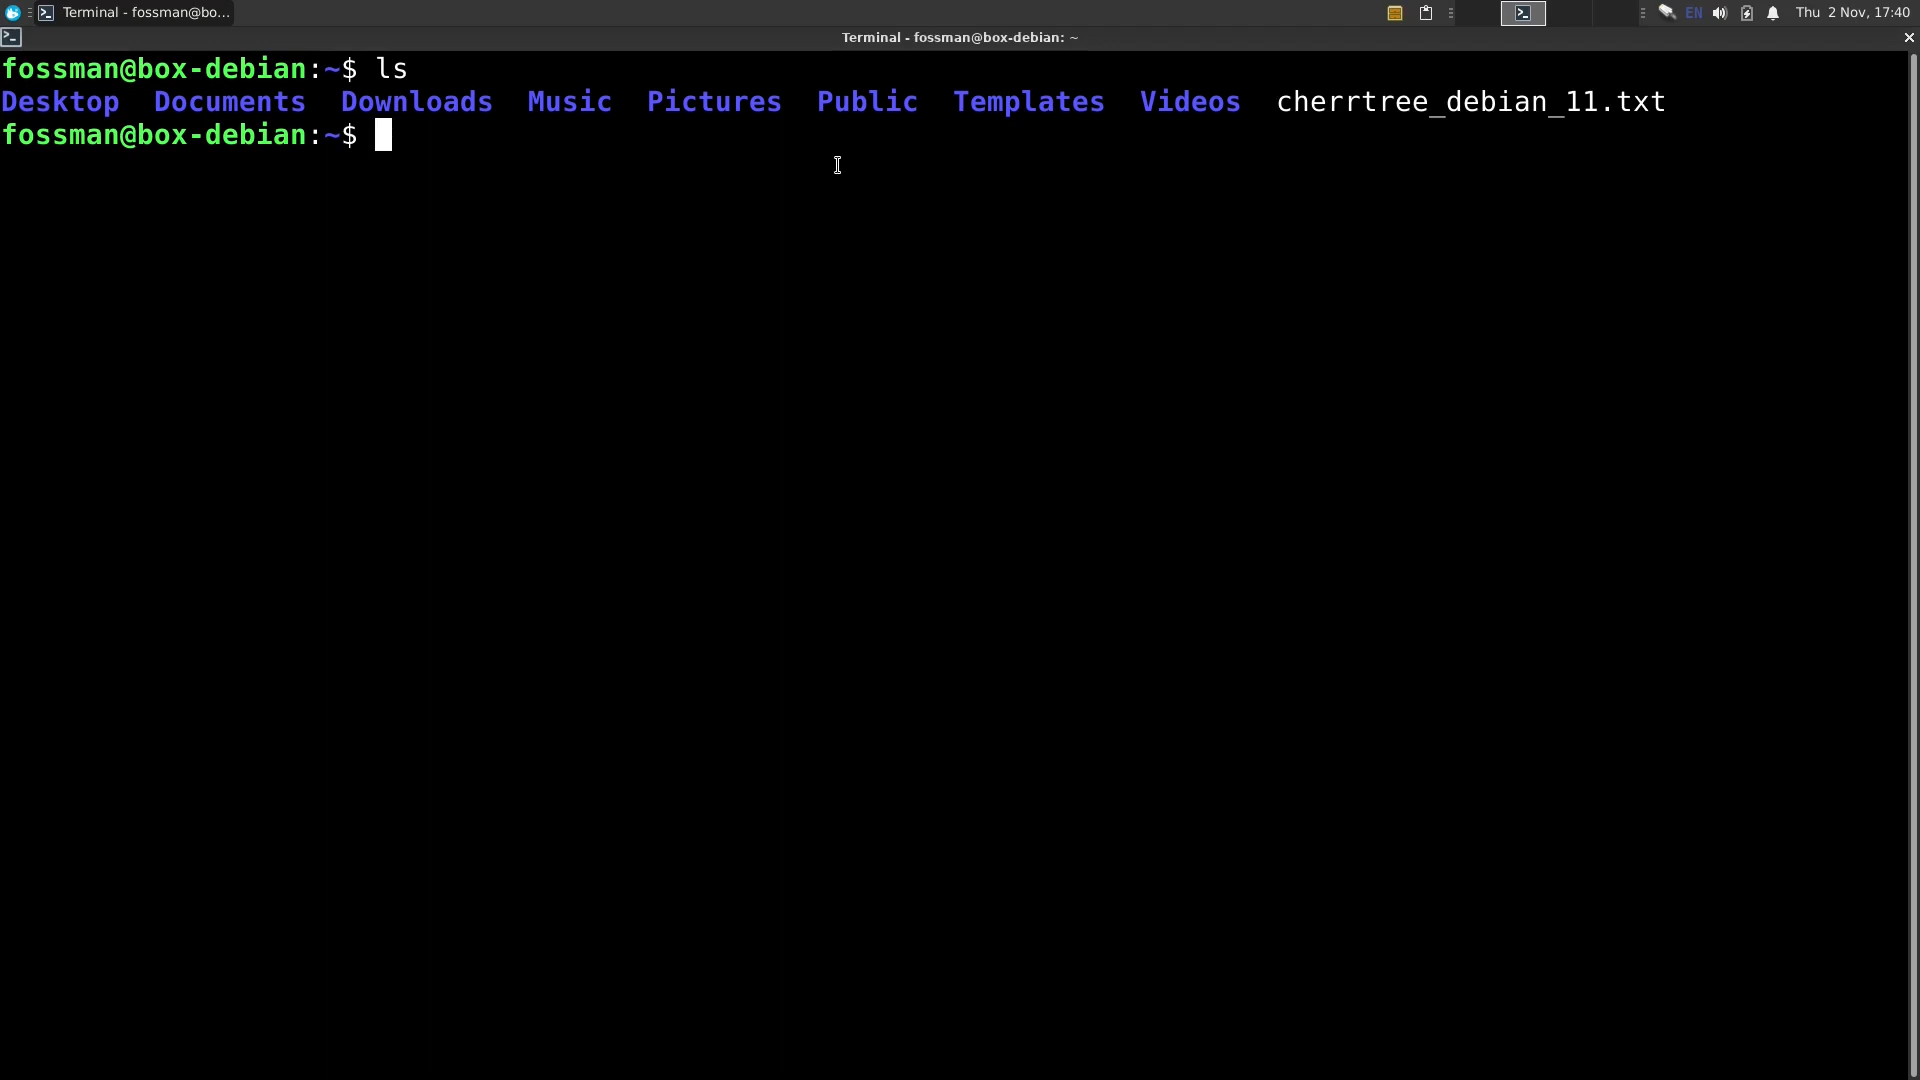 Terminal - fossman@bo... EN Thu 2 Nov, 17:40
Terminal - fossman@box-debian: ~
fossman@box-debian:~$ ls
Desktop Documents Downloads Music Pictures Public Templates Videos cherrtree_debian_11.txt
fossman@box-debian:~$